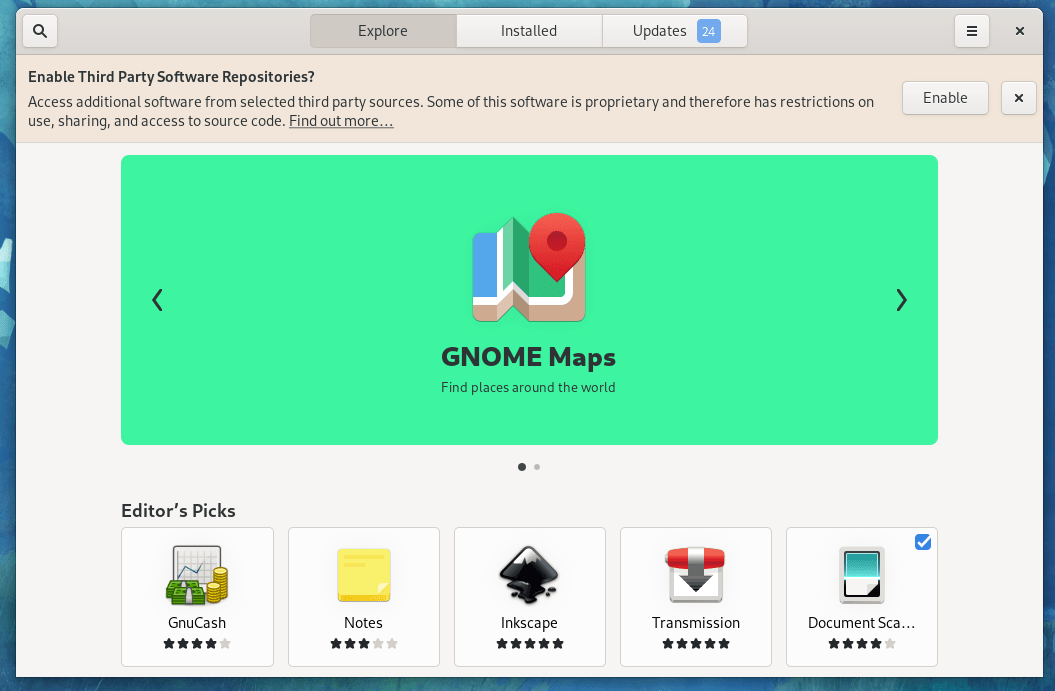 Explore
Installed
Updates 24
Enable Third Party Software Repositories?
Access additional software from selected third party sources. Some of this software is proprietary and therefore has restrictions on
use, sharing, and access to source code. Find out more…
Enable
GNOME Maps
Find places around the world
Editor’s Picks
GnuCash
Notes
Inkscape
Transmission
Document Sca…